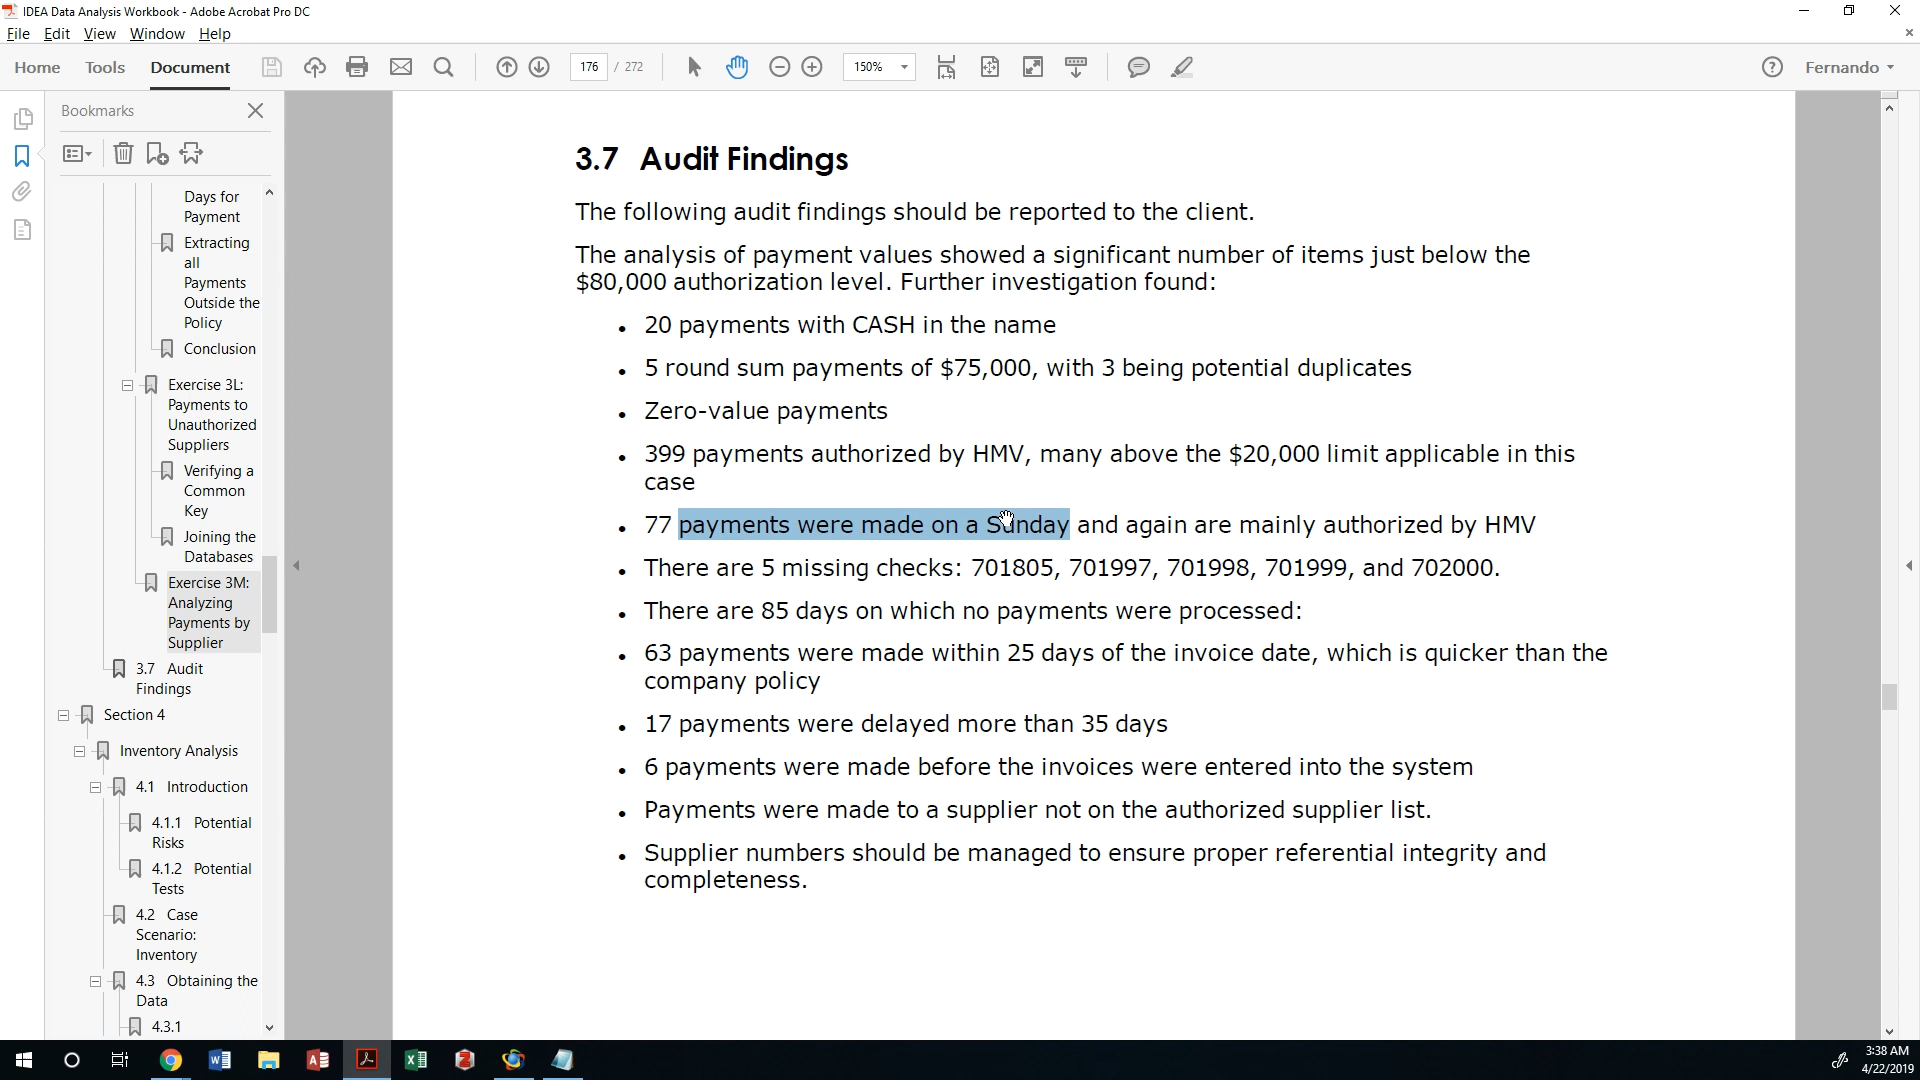 IDEA Data Analysis Workbook - Adobe Acrobat Pro DC
File Edit View Window Help
Home Tools Document
176 / 272
150%
Fernando
Bookmarks
Days for
Payment
Extracting
all
Payments
Outside the
Policy
Conclusion
Exercise 3L:
Payments to
Unauthorized
Suppliers
Verifying a
Common
Key
Joining the
Databases
Exercise 3M:
Analyzing
Payments by
Supplier
3.7 Audit
Findings
Section 4
Inventory Analysis
4.1 Introduction
4.1.1 Potential
Risks
4.1.2 Potential
Tests
4.2 Case
Scenario:
Inventory
4.3 Obtaining the
Data
4.3.1
3.7 Audit Findings
The following audit findings should be reported to the client.
The analysis of payment values showed a significant number of items just below the
$80,000 authorization level. Further investigation found:
• 20 payments with CASH in the name
• 5 round sum payments of $75,000, with 3 being potential duplicates
• Zero-value payments
• 399 payments authorized by HMV, many above the $20,000 limit applicable in this
case
• 77 payments were made on a Sunday and again are mainly authorized by HMV
• There are 5 missing checks: 701805, 701997, 701998, 701999, and 702000.
• There are 85 days on which no payments were processed:
• 63 payments were made within 25 days of the invoice date, which is quicker than the
company policy
• 17 payments were delayed more than 35 days
• 6 payments were made before the invoices were entered into the system
• Payments were made to a supplier not on the authorized supplier list.
• Supplier numbers should be managed to ensure proper referential integrity and
completeness.
3:38 AM
4/22/2019